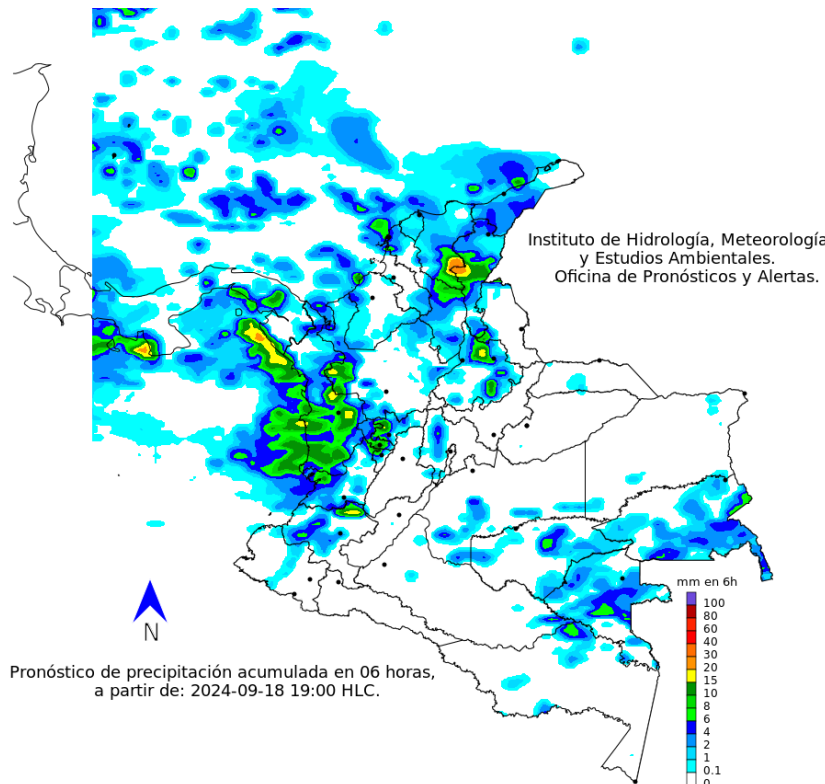 Instituto de Hidrología, Meteorología
y Estudios Ambientales.
Oficina de Pronósticos y Alertas.
N
Pronóstico de precipitación acumulada en 06 horas,
a partir de: 2024-09-18 19:00 HLC.
mm en 6h
100
80
60
40
30
20
15
10
8
6
4
2
1
0.1
0